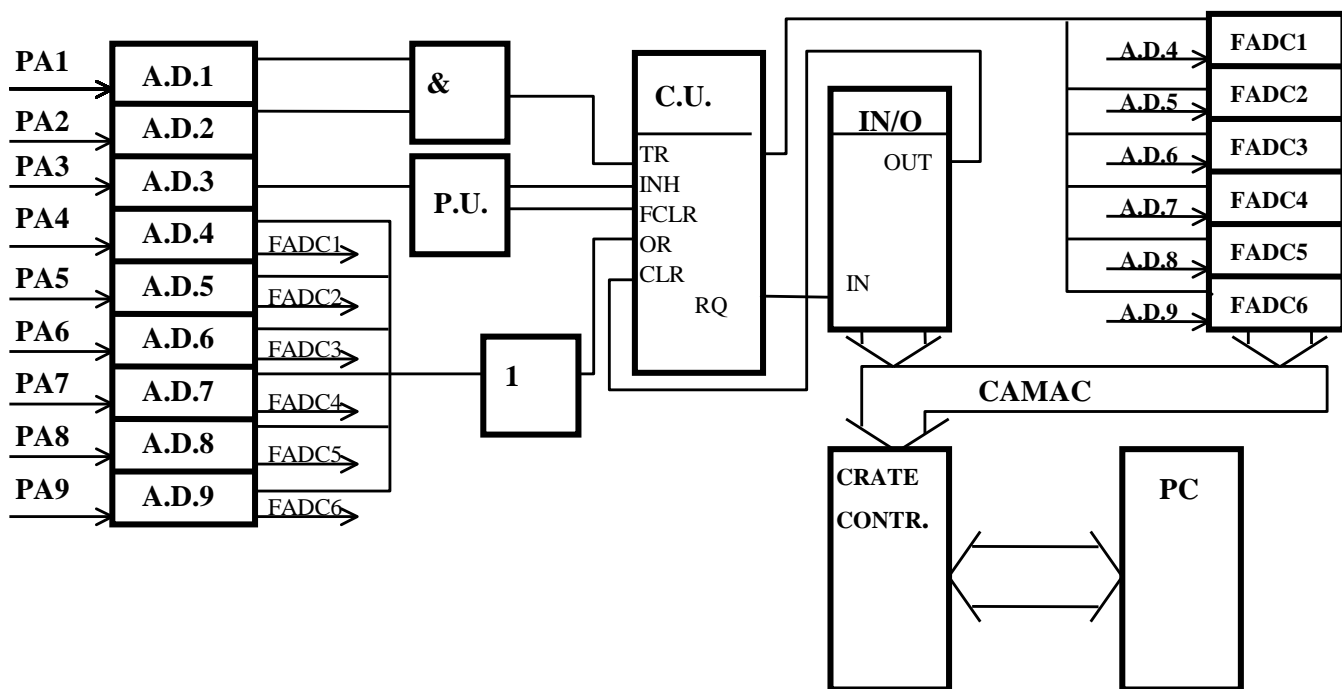 PA1
PA2
PA3
PA4
PA5
PA6
PA7
PA8
PA9
A.D.1
A.D.2
A.D.3
A.D.4
A.D.5
A.D.6
A.D.7
A.D.8
A.D.9
FADC1
FADC2
FADC3
FADC4
FADC5
FADC6
&
P.U.
1
C.U.
TR
INH
FCLR
OR
CLR
RQ
IN/O
OUT
IN
A.D.4
A.D.5
A.D.6
A.D.7
A.D.8
A.D.9
FADC1
FADC2
FADC3
FADC4
FADC5
FADC6
CAMAC
CRATE
CONTR.
PC